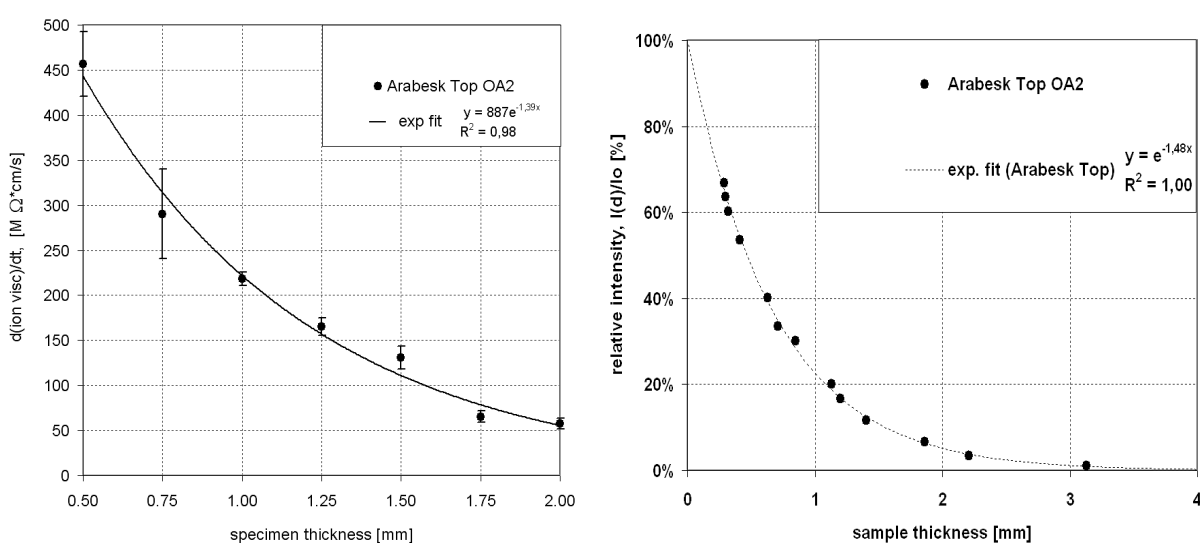 500
450
400
350
300
250
200
150
100
50
0
d(ion visc)/dt, [M Ω*cm/s]
0.50 0.75 1.00 1.25 1.50 1.75 2.00
specimen thickness [mm]
Arabesk Top OA2
exp fit
y = 887e^-1,39x
R² = 0,98
100%
80%
60%
40%
20%
0%
relative intensity, I(d)/Io [%]
0 1 2 3 4
sample thickness [mm]
Arabesk Top OA2
exp. fit (Arabesk Top)
y = e^-1,48x
R² = 1,00